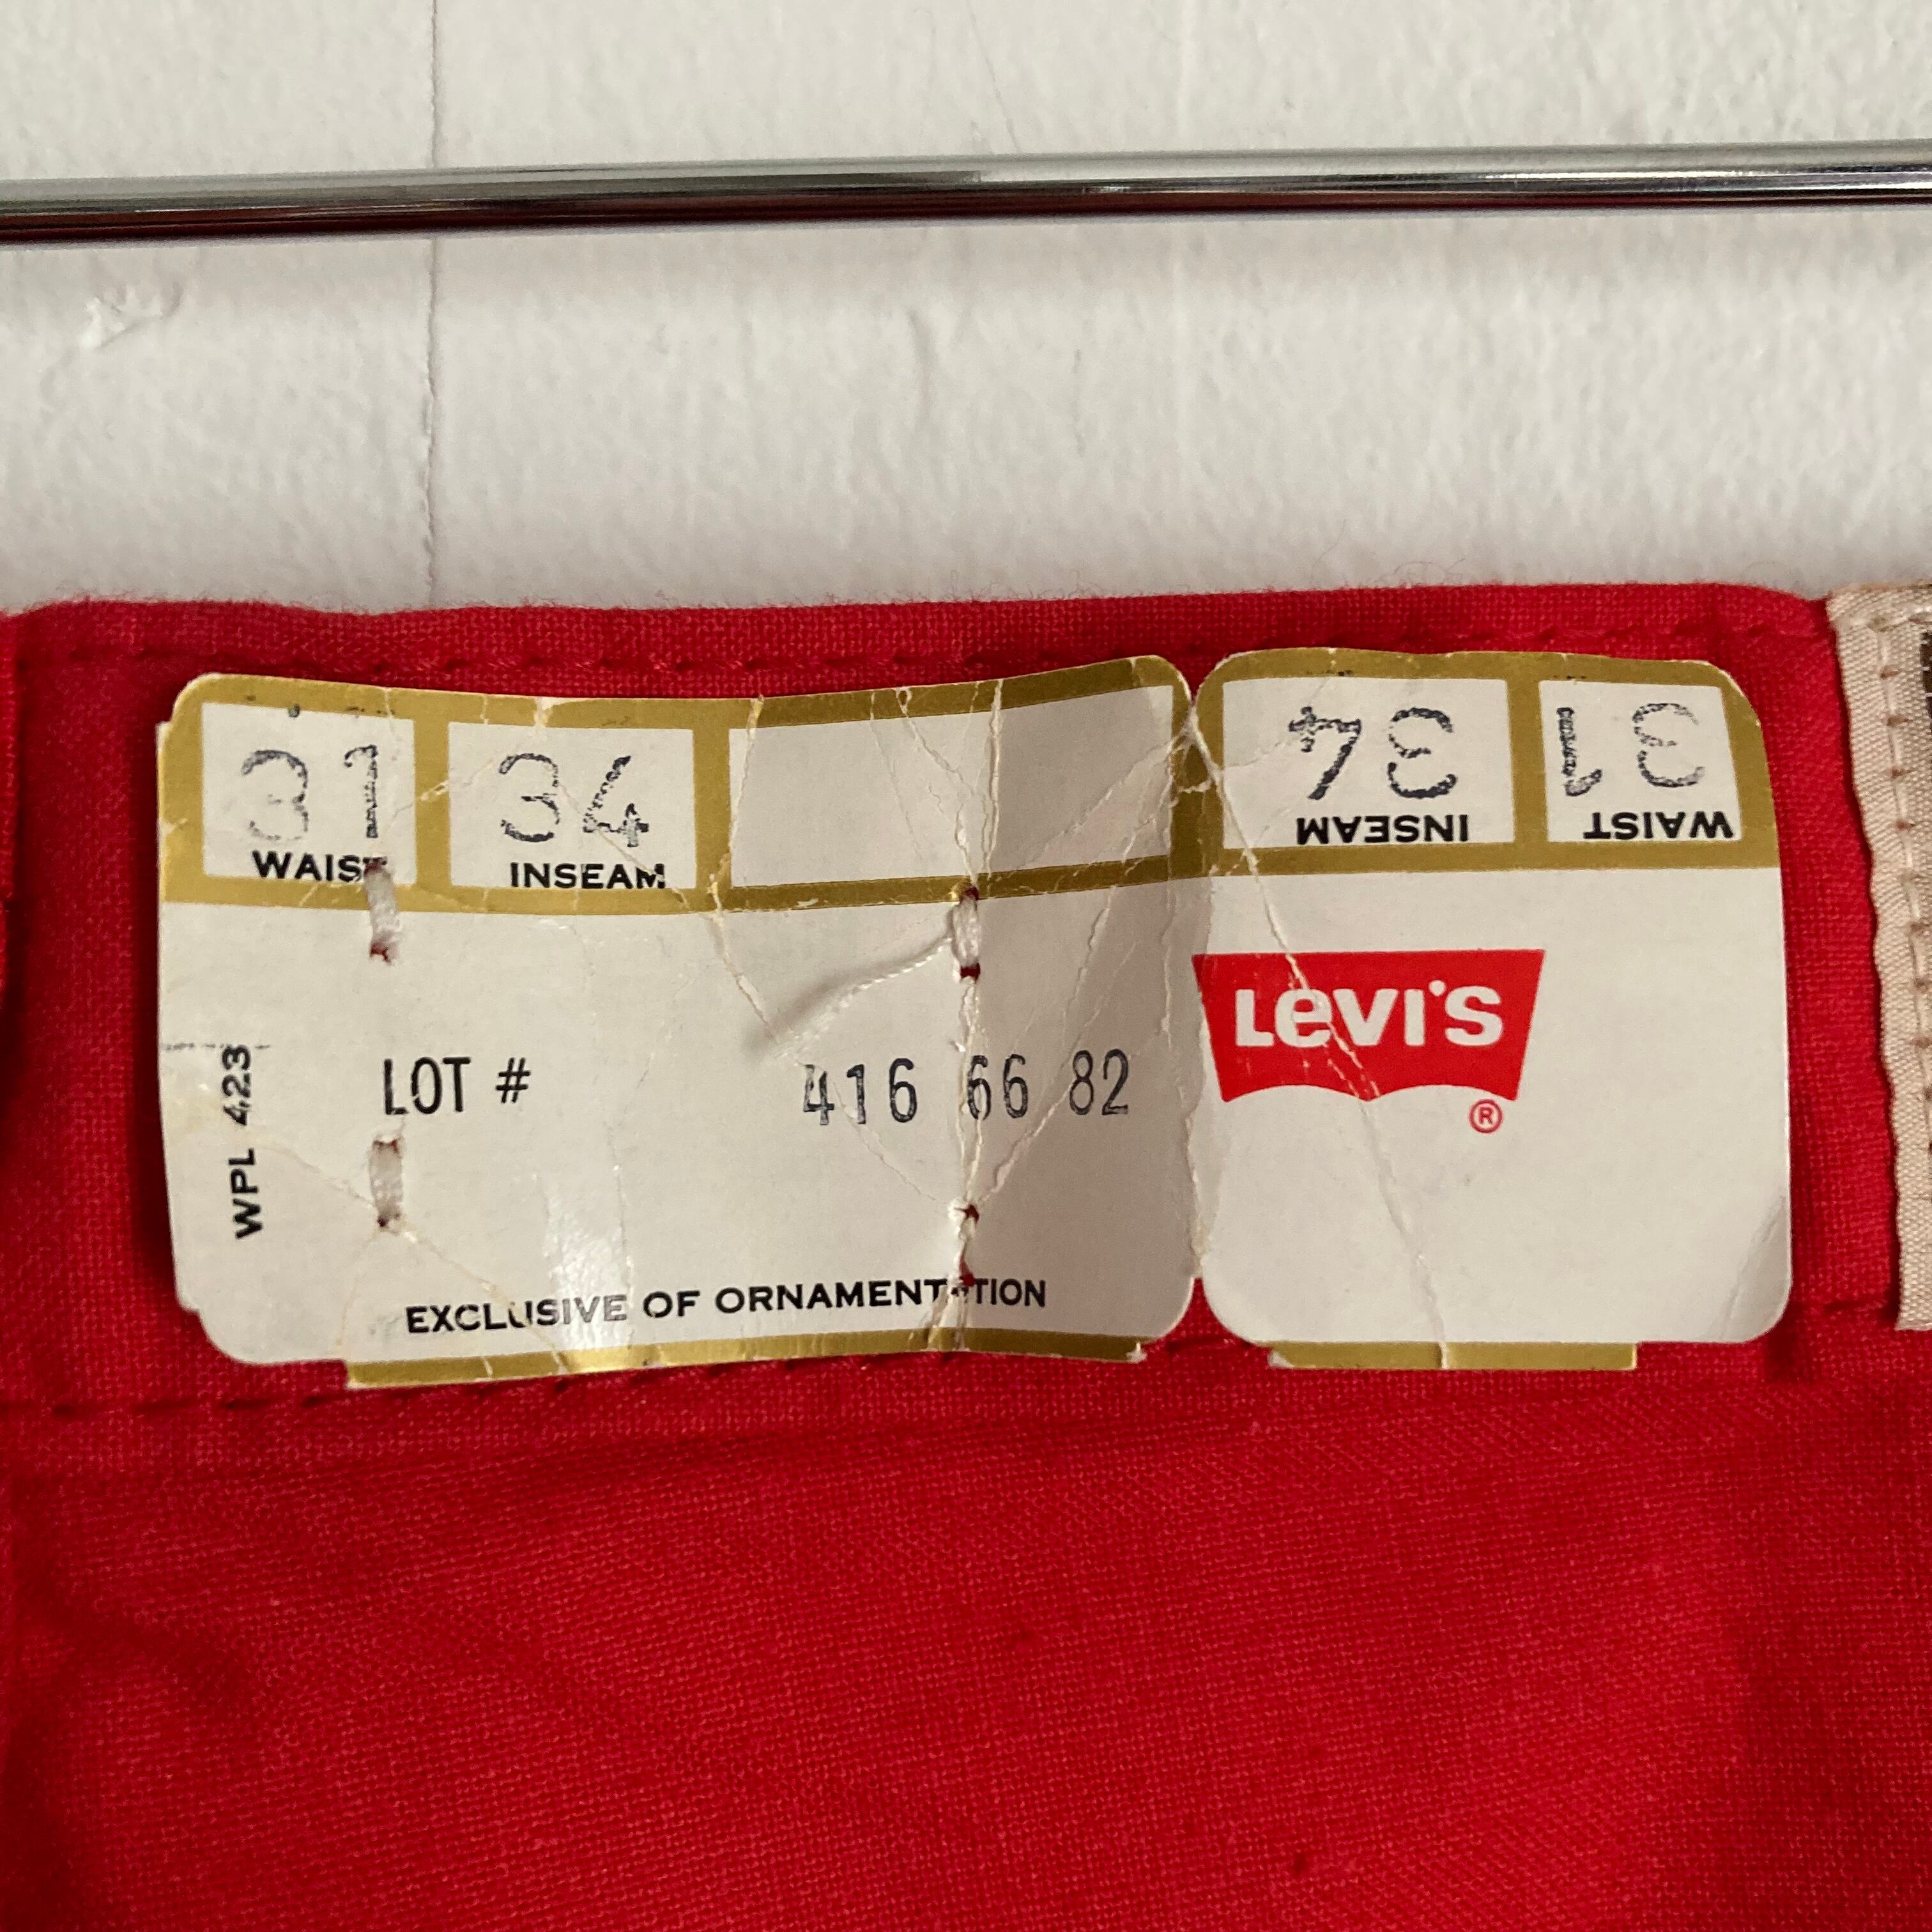 31 34
WAIST INSEAM
WPL 423
LOT # 416 66 82
EXCLUSIVE OF ORNAMENTATION
WAIST INSEAM
31 34
LEVI'S
®